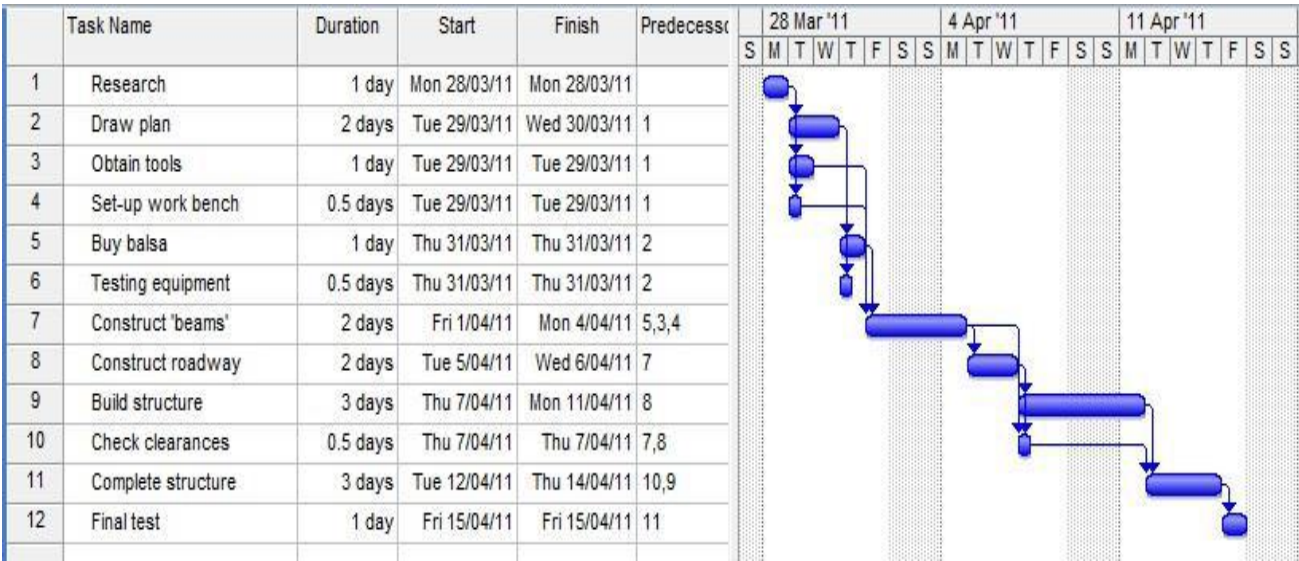 Task Name Duration Start Finish Predecesso 28 Mar '11 4 Apr '11 11 Apr '11
S M T W T F S S M T W T F S S M T W T F S S
1 Research 1 day Mon 28/03/11 Mon 28/03/11
2 Draw plan 2 days Tue 29/03/11 Wed 30/03/11 1
3 Obtain tools 1 day Tue 29/03/11 Tue 29/03/11 1
4 Set-up work bench 0.5 days Tue 29/03/11 Tue 29/03/11 1
5 Buy balsa 1 day Thu 31/03/11 Thu 31/03/11 2
6 Testing equipment 0.5 days Thu 31/03/11 Thu 31/03/11 2
7 Construct 'beams' 2 days Fri 1/04/11 Mon 4/04/11 5,3,4
8 Construct roadway 2 days Tue 5/04/11 Wed 6/04/11 7
9 Build structure 3 days Thu 7/04/11 Mon 11/04/11 8
10 Check clearances 0.5 days Thu 7/04/11 Thu 7/04/11 7,8
11 Complete structure 3 days Tue 12/04/11 Thu 14/04/11 10,9
12 Final test 1 day Fri 15/04/11 Fri 15/04/11 11